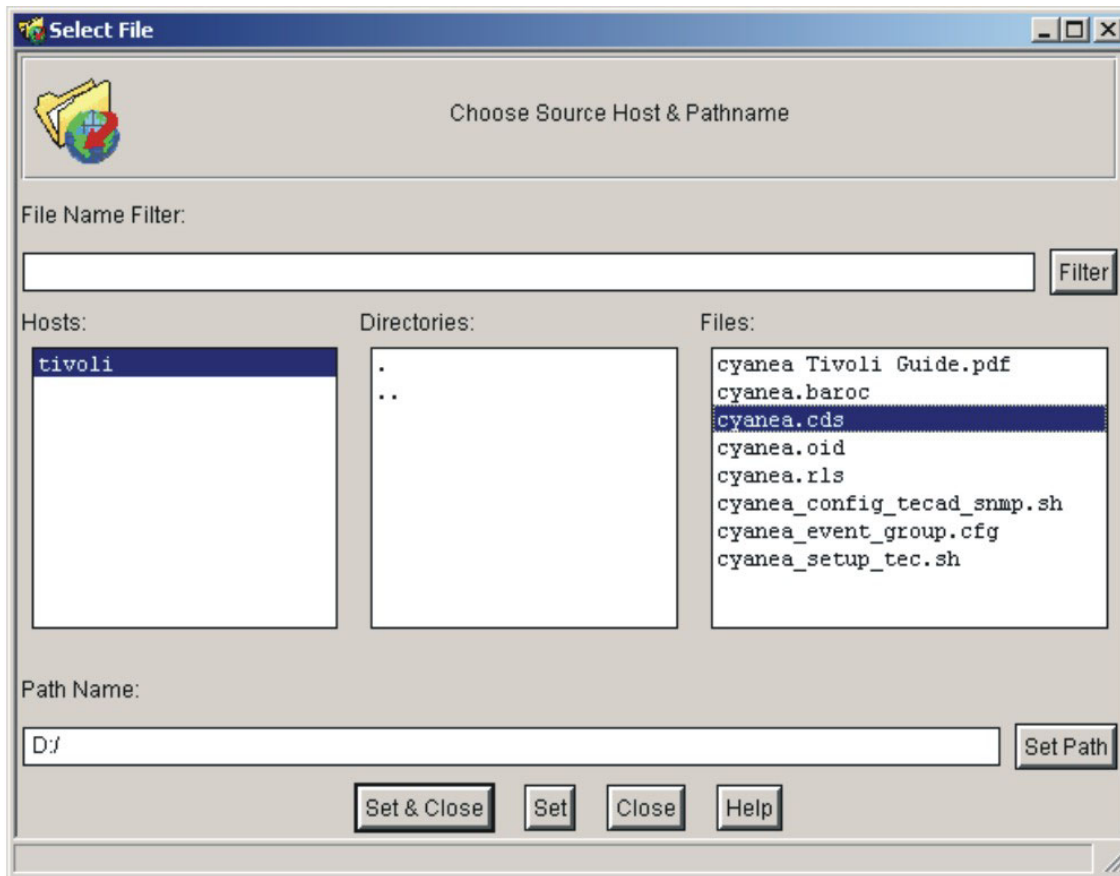 Select File
Choose Source Host & Pathname
File Name Filter:
Filter
Hosts:
Directories:
Files:
tivoli
.
..
cyanea Tivoli Guide.pdf
cyanea.baroc
cyanea.cds
cyanea.oid
cyanea.rls
cyanea_config_tecad_snmp.sh
cyanea_event_group.cfg
cyanea_setup_tec.sh
Path Name:
D:/
Set Path
Set & Close
Set
Close
Help